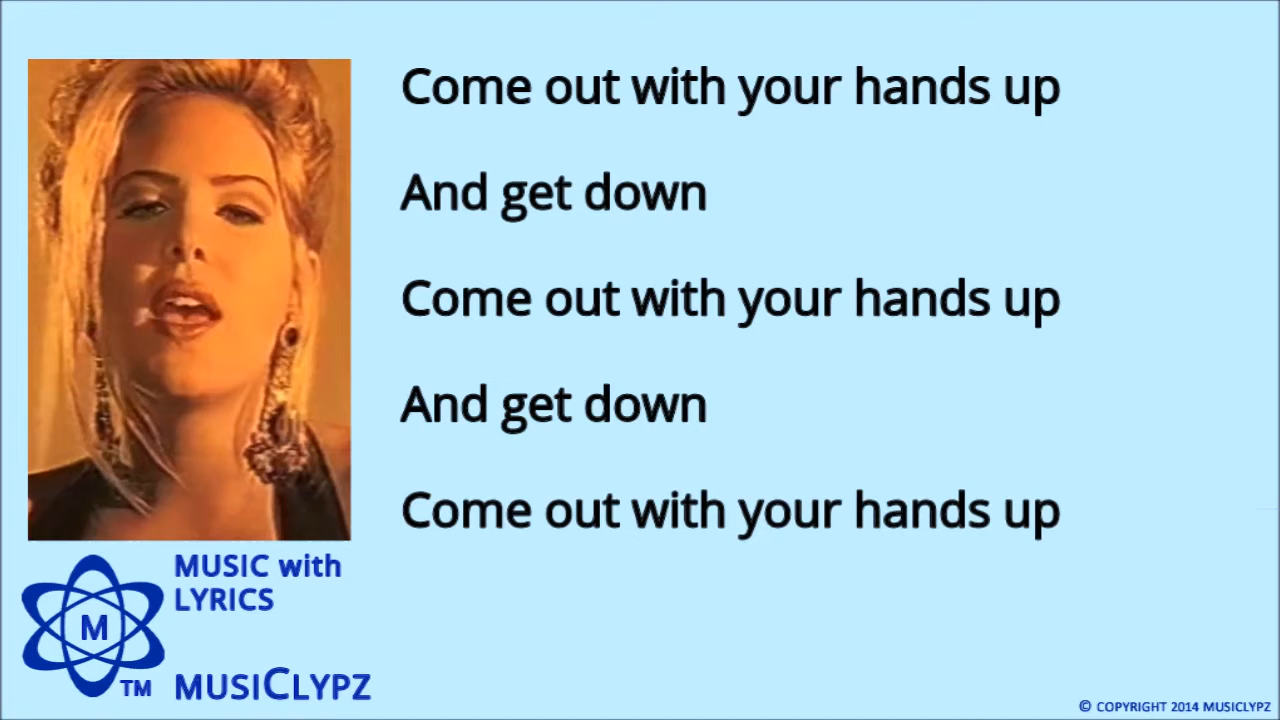 Come out with your hands up
And get down
Come out with your hands up
And get down
Come out with your hands up
MUSIC with
LYRICS
M
TM
MUSICLYPZ
© COPYRIGHT 2014 MUSICLYPZ